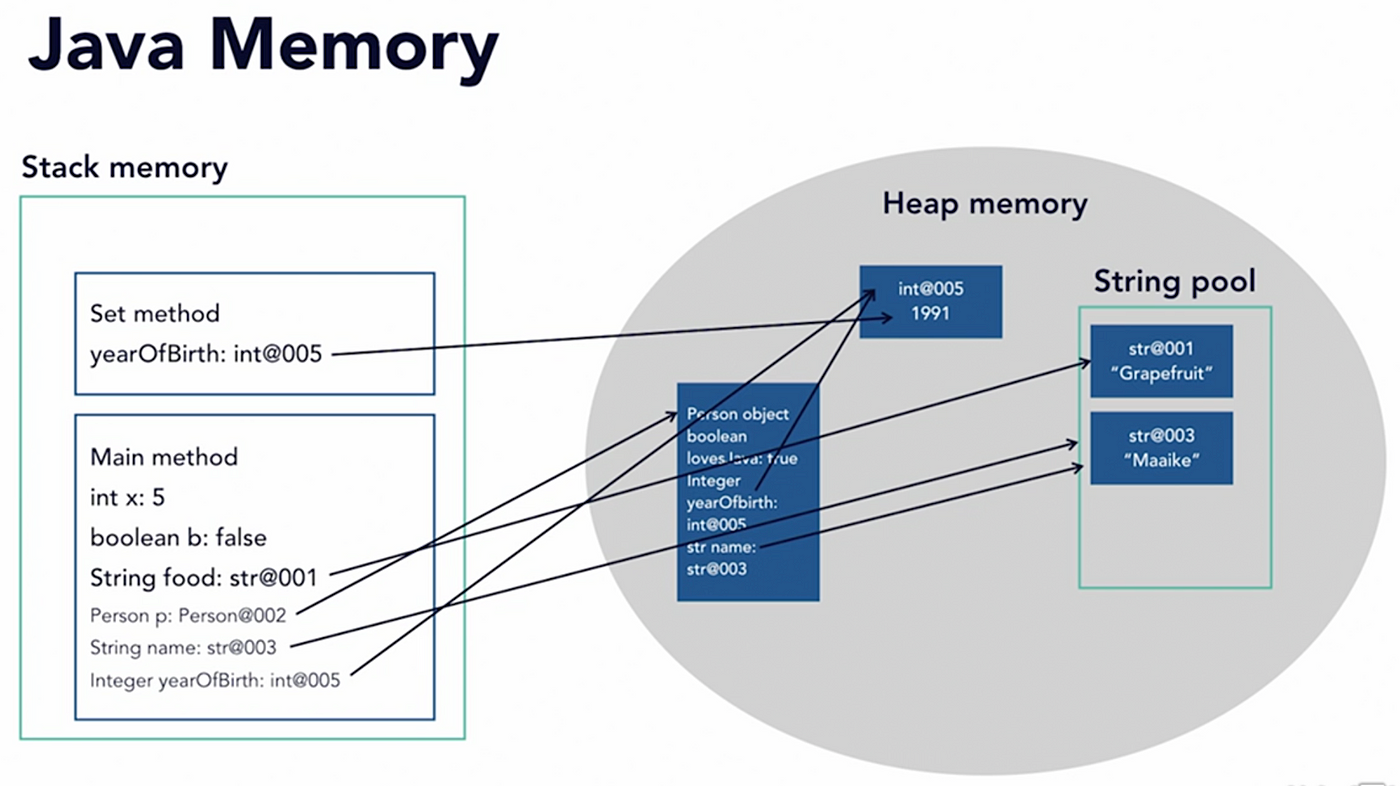 Java Memory
Stack memory
Set method
yearOfBirth: int@005
Main method
int x: 5
boolean b: false
String food: str@001
Person p: Person@002
String name: str@003
Integer yearOfBirth: int@005
Heap memory
int@005
1991
Person object
boolean
loves Java: true
Integer
yearOfbirth:
int@005
str name:
str@003
String pool
str@001
“Grapefruit”
str@003
“Maaike”